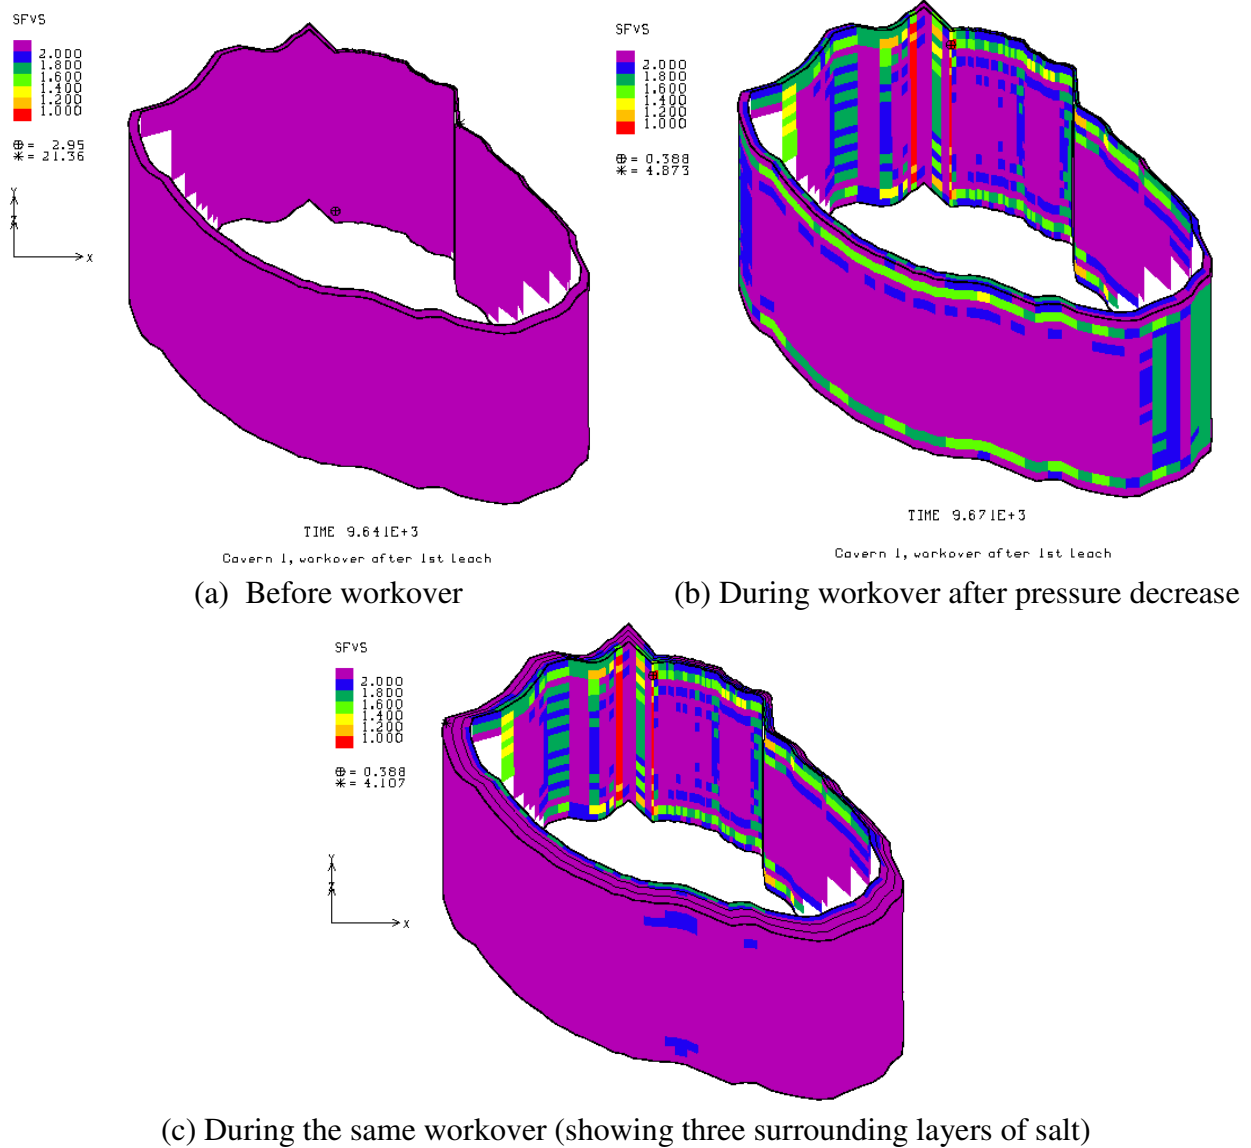 SFVS
2.000
1.800
1.600
1.400
1.200
1.000
⊕= 2.95
✳= 21.36
Y
Z
X
TIME 9.641E+3
Cavern 1, workover after 1st leach
(a) Before workover
SFVS
2.000
1.800
1.600
1.400
1.200
1.000
⊕= 0.388
✳= 4.873
TIME 9.671E+3
Cavern 1, workover after 1st leach
(b) During workover after pressure decrease
SFVS
2.000
1.800
1.600
1.400
1.200
1.000
⊕= 0.388
✳= 4.107
Y
Z
X
(c) During the same workover (showing three surrounding layers of salt)